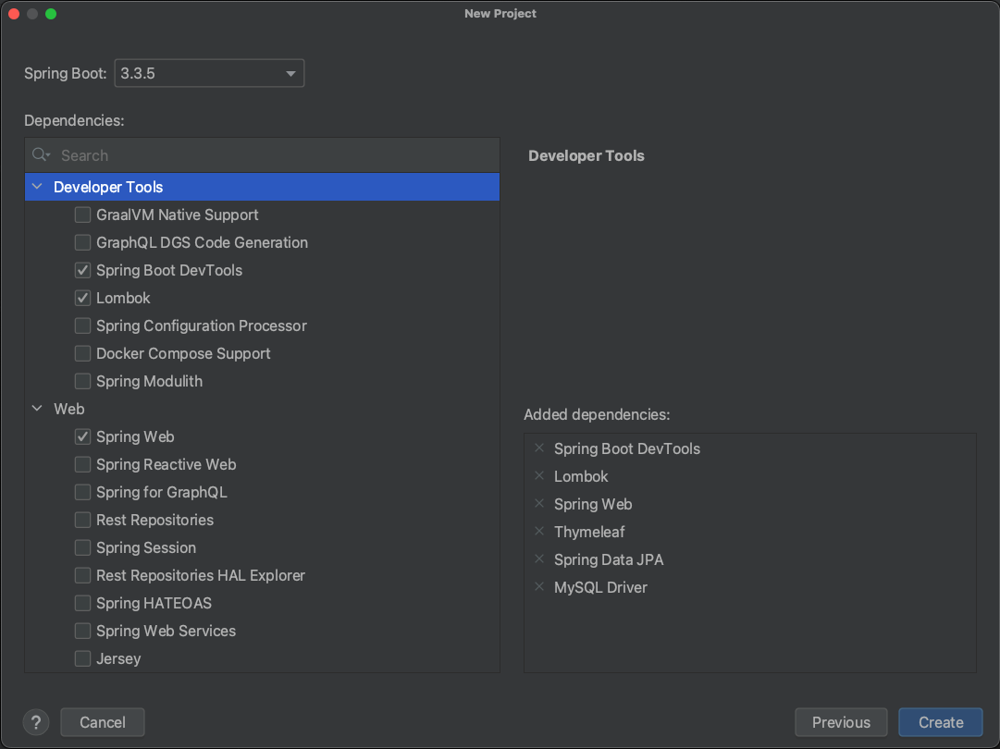 New Project
Spring Boot: 3.3.5
Dependencies:
Search
Developer Tools
GraalVM Native Support
GraphQL DGS Code Generation
Spring Boot DevTools
Lombok
Spring Configuration Processor
Docker Compose Support
Spring Modulith
Web
Spring Web
Spring Reactive Web
Spring for GraphQL
Rest Repositories
Spring Session
Rest Repositories HAL Explorer
Spring HATEOAS
Spring Web Services
Jersey
Developer Tools
Added dependencies:
Spring Boot DevTools
Lombok
Spring Web
Thymeleaf
Spring Data JPA
MySQL Driver
? Cancel Previous Create